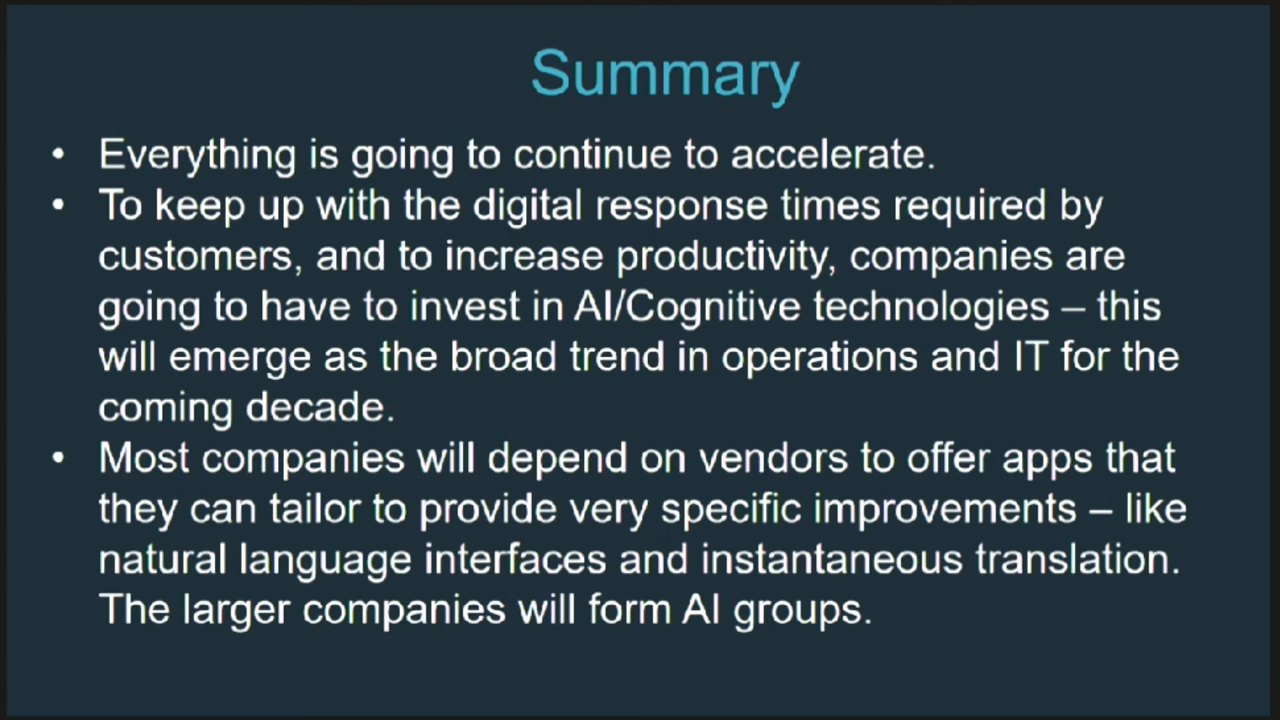 Summary
• Everything is going to continue to accelerate.
• To keep up with the digital response times required by
customers, and to increase productivity, companies are
going to have to invest in AI/Cognitive technologies – this
will emerge as the broad trend in operations and IT for the
coming decade.
• Most companies will depend on vendors to offer apps that
they can tailor to provide very specific improvements – like
natural language interfaces and instantaneous translation.
The larger companies will form AI groups.